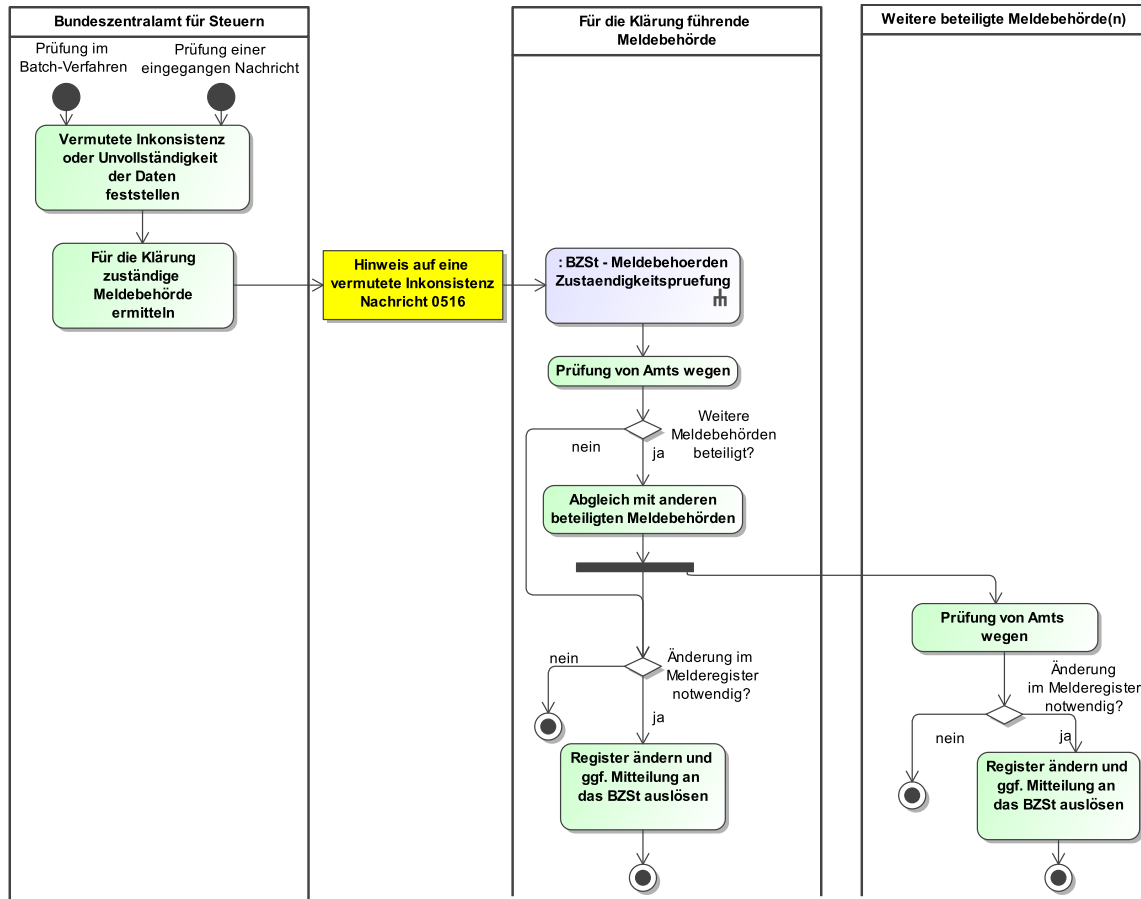 Bundeszentralamt für Steuern
Für die Klärung führende
Meldebehörde
Weitere beteiligte Meldebehörde(n)
Prüfung im
Batch-Verfahren
Prüfung einer
eingegangen Nachricht
Vermutete Inkonsistenz
oder Unvollständigkeit
der Daten
feststellen
Für die Klärung
zuständige
Meldebehörde
ermitteln
Hinweis auf eine
vermutete Inkonsistenz
Nachricht 0516
: BZSt - Meldebehoerden
Zustaendigkeitspruefung
Prüfung von Amts wegen
Weitere
Meldebehörden
beteiligt?
nein
ja
Abgleich mit anderen
beteiligten Meldebehörden
Änderung im
Melderegister
notwendig?
nein
ja
Register ändern und
ggf. Mitteilung an
das BZSt auslösen
Prüfung von Amts
wegen
Änderung
im Melderegister
notwendig?
nein
ja
Register ändern und
ggf. Mitteilung an
das BZSt auslösen